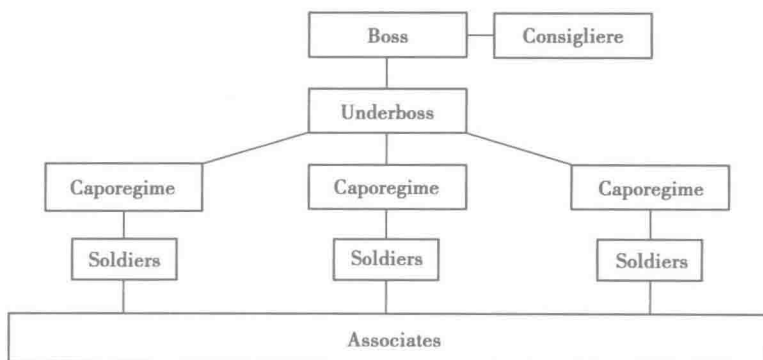 Boss
Consigliere
Underboss
Caporegime
Caporegime
Caporegime
Soldiers
Soldiers
Soldiers
Associates